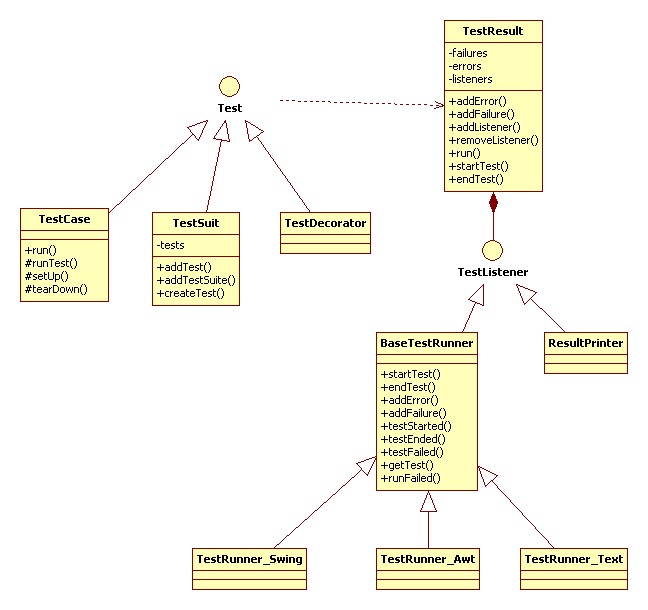 TestResult
-failures
-errors
-listeners
+addError()
+addFailure()
+addListener()
+removeListener()
+run()
+startTest()
+endTest()
Test
TestCase
+run()
#runTest()
#setUp()
#tearDown()
TestSuit
-tests
+addTest()
+addTestSuite()
+createTest()
TestDecorator
TestListener
BaseTestRunner
+startTest()
+endTest()
+addError()
+addFailure()
+testStarted()
+testEnded()
+testFailed()
+getTest()
+runFailed()
ResultPrinter
TestRunner_Swing
TestRunner_Awt
TestRunner_Text